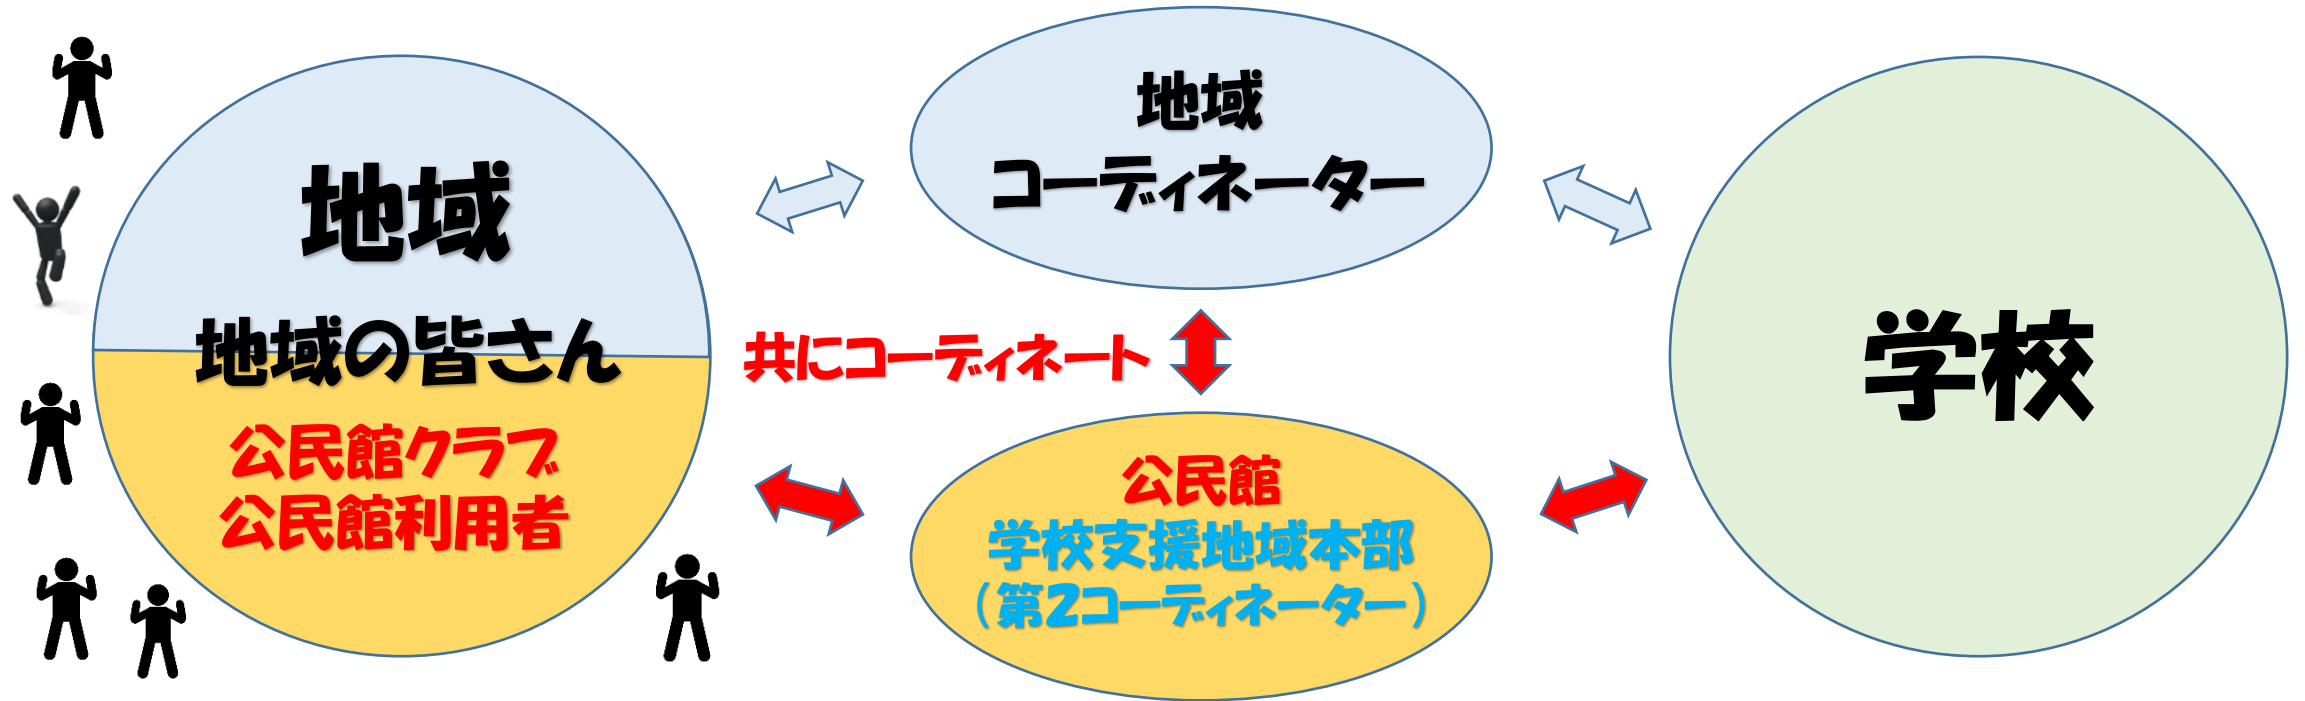 地域
地域の皆さん
公民館クラブ
公民館利用者
地域
コーディネーター
共にコーディネート
公民館
学校支援地域本部
（第2コーディネーター）
学校